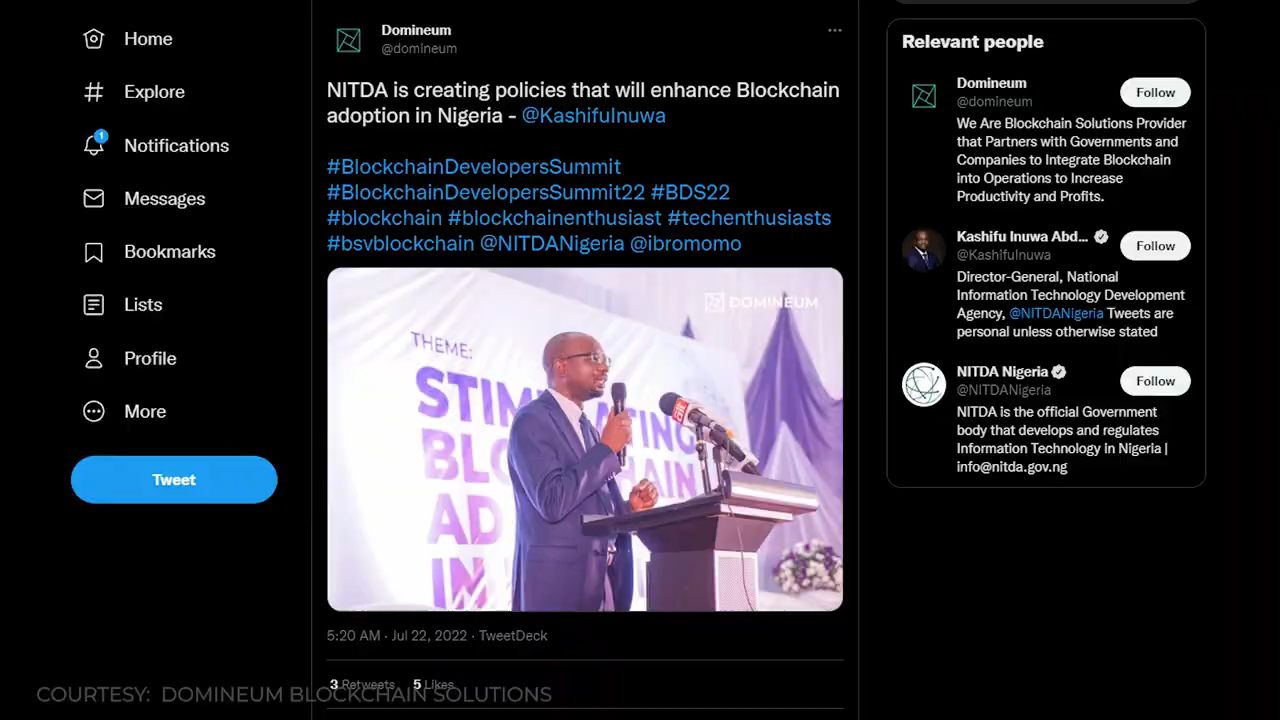 Home
Explore
1
Notifications
Messages
Bookmarks
Lists
Profile
More
Tweet
Domineum
@domineum
NITDA is creating policies that will enhance Blockchain
adoption in Nigeria - @KashifuInuwa
#BlockchainDevelopersSummit
#BlockchainDevelopersSummit22 #BDS22
#blockchain #blockchainenthusiast #techenthusiasts
#bsvblockchain @NITDANigeria @ibromomo
DOMINEUM
THEME:
IN
5:20 AM · Jul 22, 2022 · TweetDeck
3 Retweets 5 Likes
Relevant people
Domineum
@domineum
Follow
We Are Blockchain Solutions Provider
that Partners with Governments and
Companies to Integrate Blockchain
into Operations to Increase
Productivity and Profits.
Kashifu Inuwa Abd...
@KashifuInuwa
Follow
Director-General, National
Information Technology Development
Agency, @NITDANigeria Tweets are
personal unless otherwise stated
NITDA Nigeria
@NITDANigeria
Follow
NITDA is the official Government
body that develops and regulates
Information Technology in Nigeria |
info@nitda.gov.ng
COURTESY: DOMINEUM BLOCKCHAIN SOLUTIONS